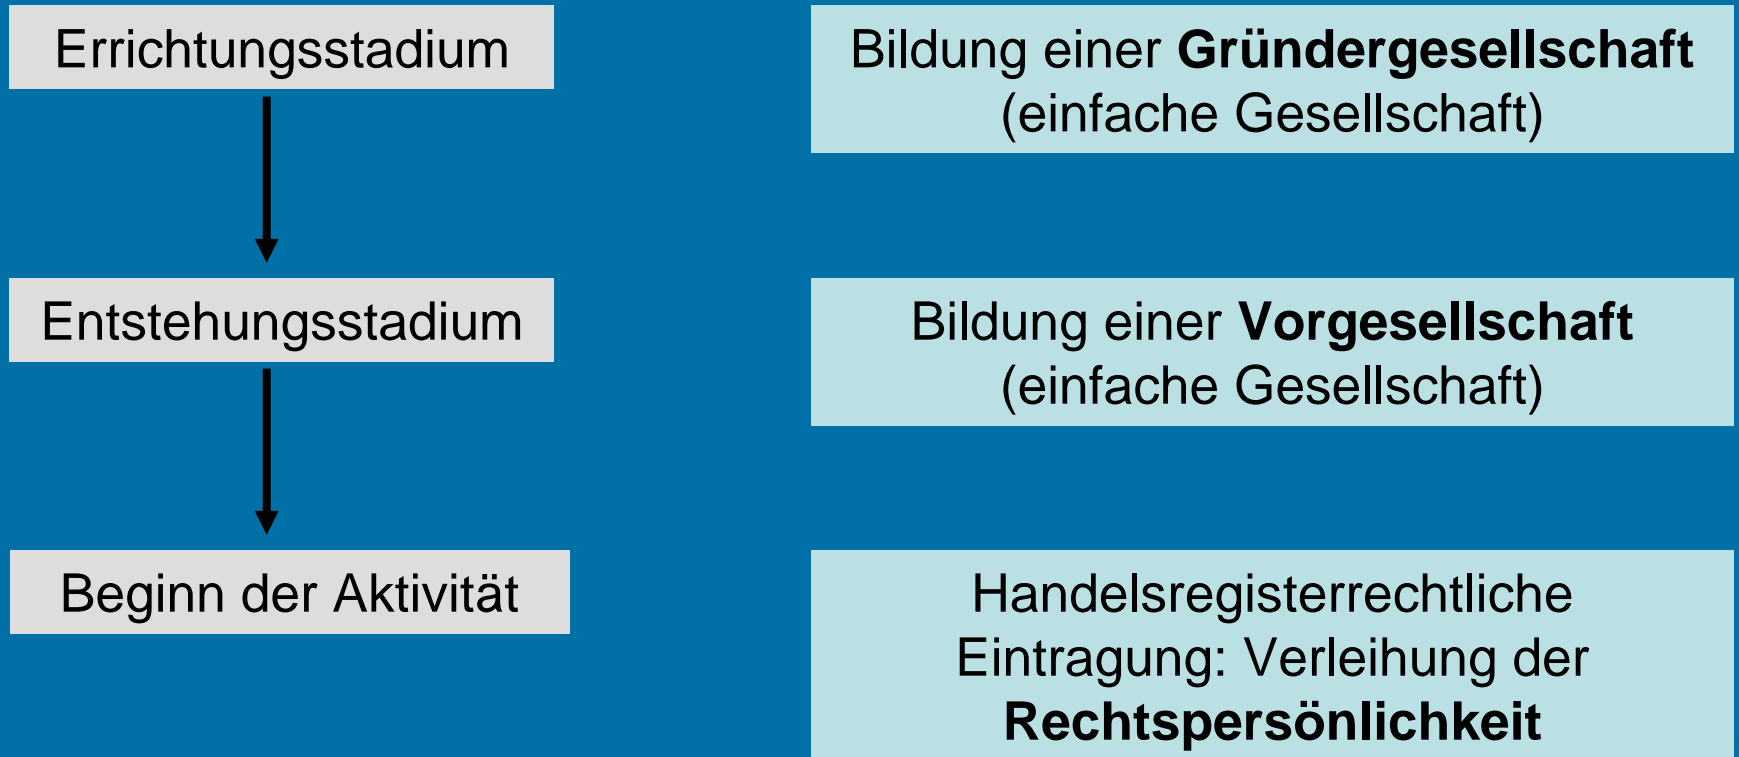 Errichtungsstadium
Bildung einer Gründergesellschaft
(einfache Gesellschaft)
Entstehungsstadium
Bildung einer Vorgesellschaft
(einfache Gesellschaft)
Beginn der Aktivität
Handelsregisterrechtliche
Eintragung: Verleihung der
Rechtspersönlichkeit